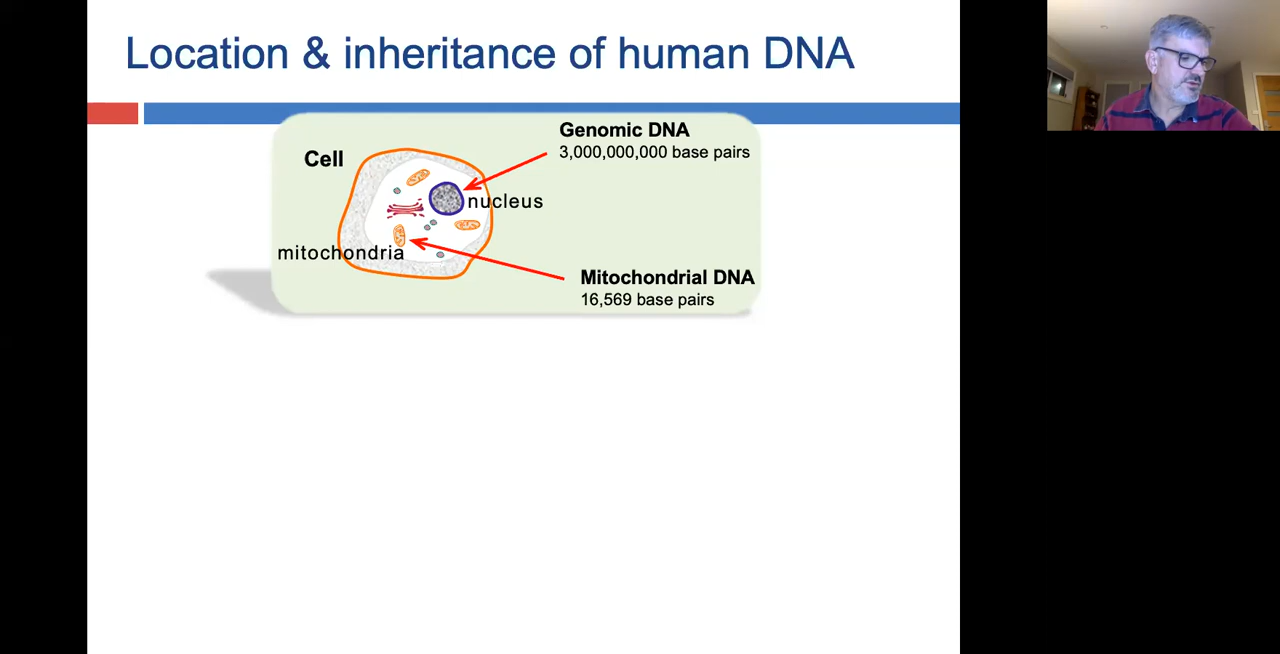 Location & inheritance of human DNA
Genomic DNA
3,000,000,000 base pairs
Cell
nucleus
mitochondria
Mitochondrial DNA
16,569 base pairs